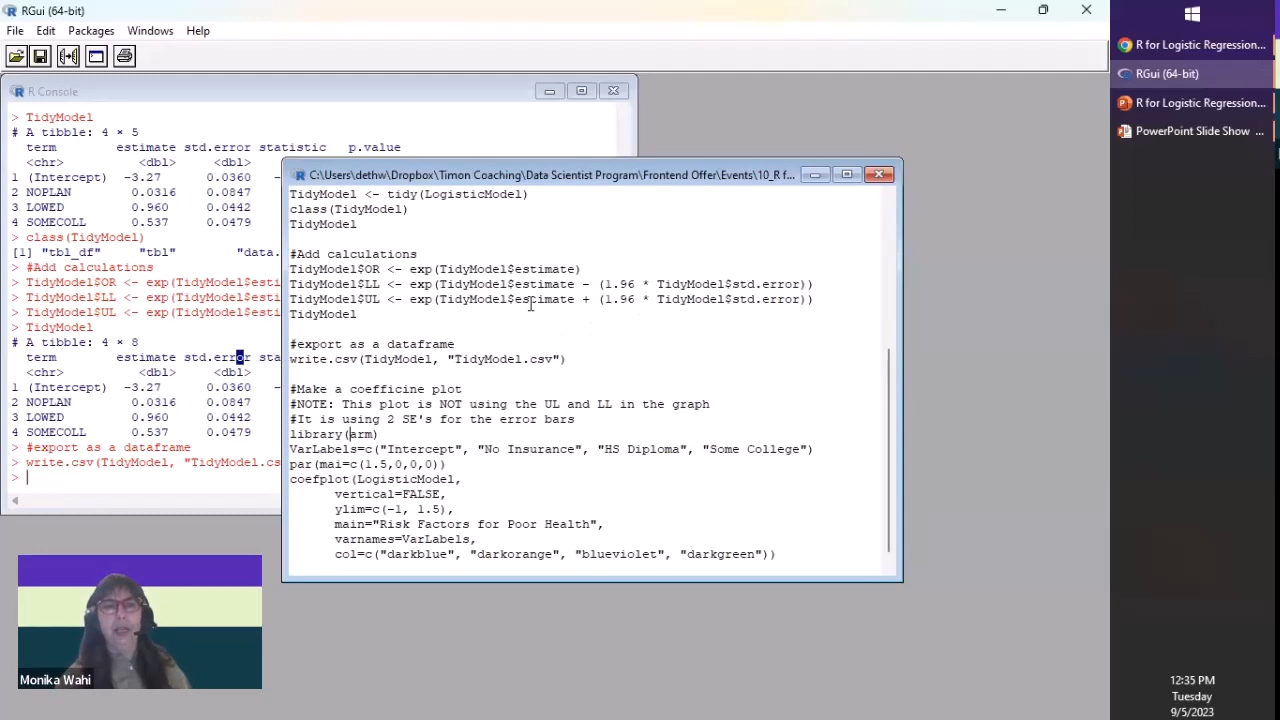 RGui (64-bit)
File Edit Packages Windows Help
R Console
> TidyModel
# A tibble: 4 × 5
term estimate std.error statistic p.value
<chr> <dbl> <dbl>
1 (Intercept) -3.27 0.0360
2 NOPLAN 0.0316 0.0847
3 LOWED 0.960 0.0442
4 SOMECOLL 0.537 0.0479
> class(TidyModel)
[1] "tbl_df" "tbl" "data.
> #Add calculations
> TidyModel$OR <- exp(TidyModel$esti
> TidyModel$LL <- exp(TidyModel$esti
> TidyModel$UL <- exp(TidyModel$esti
> TidyModel
# A tibble: 4 × 8
term estimate std.error sta
<chr> <dbl> <dbl>
1 (Intercept) -3.27 0.0360
2 NOPLAN 0.0316 0.0847
3 LOWED 0.960 0.0442
4 SOMECOLL 0.537 0.0479
> #export as a dataframe
> write.csv(TidyModel, "TidyModel.cs
>
C:\Users\dethw\Dropbox\Timon Coaching\Data Scientist Program\Frontend Offer\Events\10_R f...
TidyModel <- tidy(LogisticModel)
class(TidyModel)
TidyModel
#Add calculations
TidyModel$OR <- exp(TidyModel$estimate)
TidyModel$LL <- exp(TidyModel$estimate - (1.96 * TidyModel$std.error))
TidyModel$UL <- exp(TidyModel$estimate + (1.96 * TidyModel$std.error))
TidyModel
#export as a dataframe
write.csv(TidyModel, "TidyModel.csv")
#Make a coefficine plot
#NOTE: This plot is NOT using the UL and LL in the graph
#It is using 2 SE's for the error bars
library(arm)
VarLabels=c("Intercept", "No Insurance", "HS Diploma", "Some College")
par(mai=c(1.5,0,0,0))
coefplot(LogisticModel,
vertical=FALSE,
ylim=c(-1, 1.5),
main="Risk Factors for Poor Health",
varnames=VarLabels,
col=c("darkblue", "darkorange", "blueviolet", "darkgreen"))
Monika Wahi
R for Logistic Regression...
RGui (64-bit)
R for Logistic Regression...
PowerPoint Slide Show ...
12:35 PM
Tuesday
9/5/2023